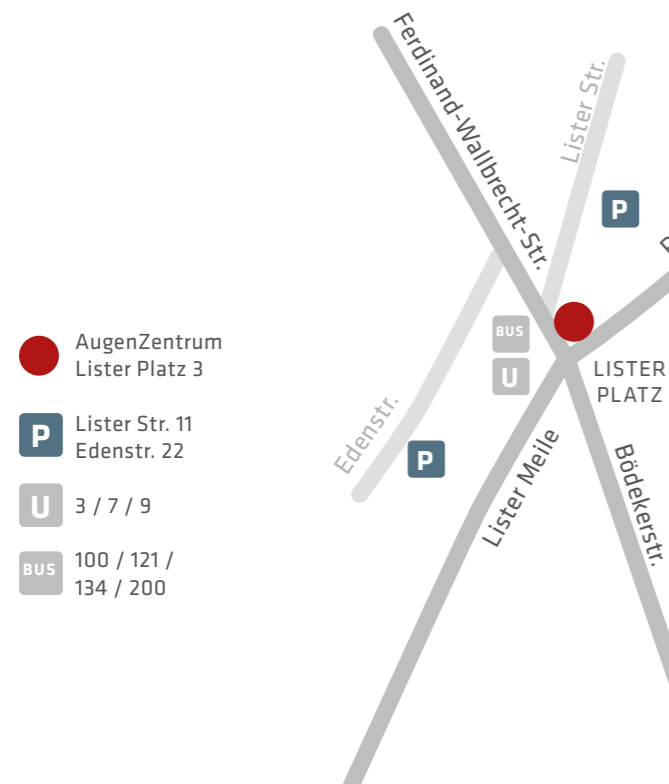 Ferdinand-Wallbrecht-Str.
Lister Str.
P
BUS
U
LISTER
PLATZ
Edenstr.
P
Lister Meile
Bödekerstr.
AugenZentrum
Lister Platz 3
P
Lister Str. 11
Edenstr. 22
U
3 / 7 / 9
BUS
100 / 121 /
134 / 200